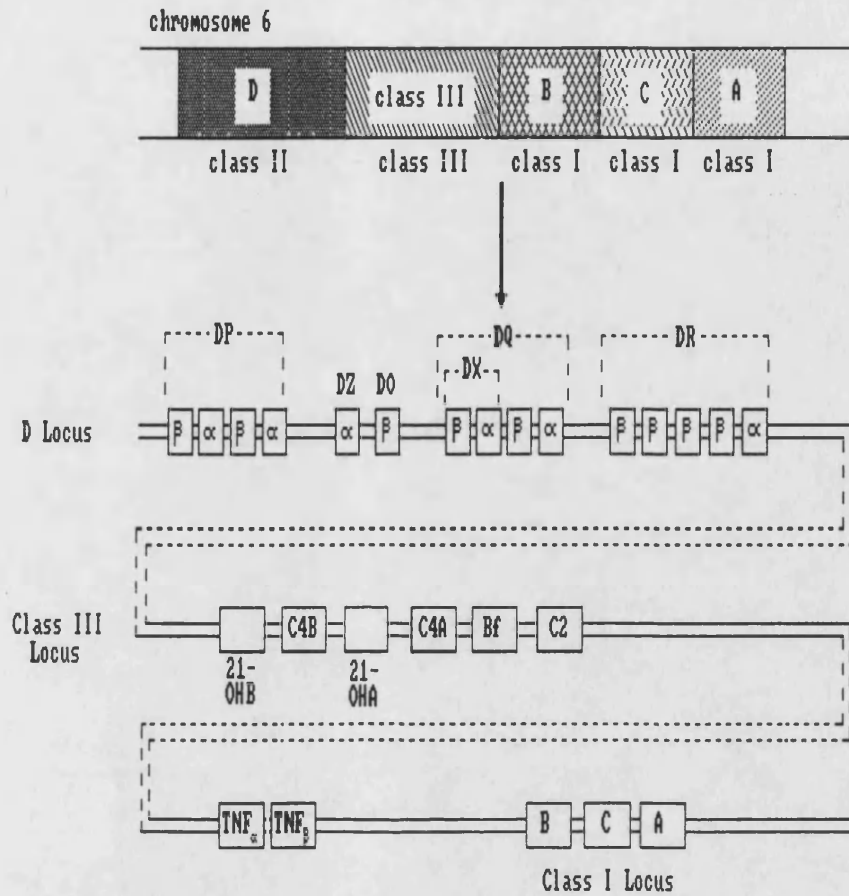 chromosome 6
D class III B C A
class II class III class I class I class I
DP DQ DR
DX
DZ DO
D Locus β α β α α β β α β α β β β β α
Class III
Locus
C4B C4A Bf C2
21-
OHB
21-
OHA
TNFα TNFβ B C A
Class I Locus